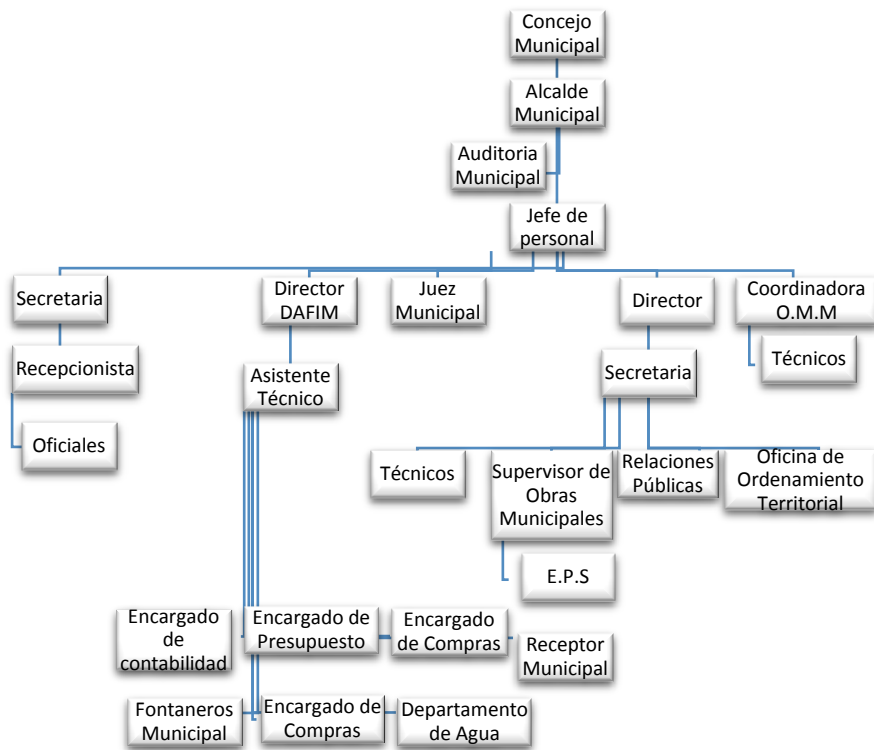 Concejo
Municipal
Alcalde
Municipal
Auditoria
Municipal
Jefe de
personal
Secretaria
Director
DAFIM
Juez
Municipal
Director
Coordinadora
O.M.M
Recepcionista
Asistente
Técnico
Secretaria
Técnicos
Oficiales
Técnicos
Supervisor de
Obras
Municipales
Relaciones
Públicas
Oficina de
Ordenamiento
Territorial
E.P.S
Encargado
de
contabilidad
Encargado de
Presupuesto
Encargado
de Compras
Receptor
Municipal
Fontaneros
Municipal
Encargado de
Compras
Departamento
de Agua